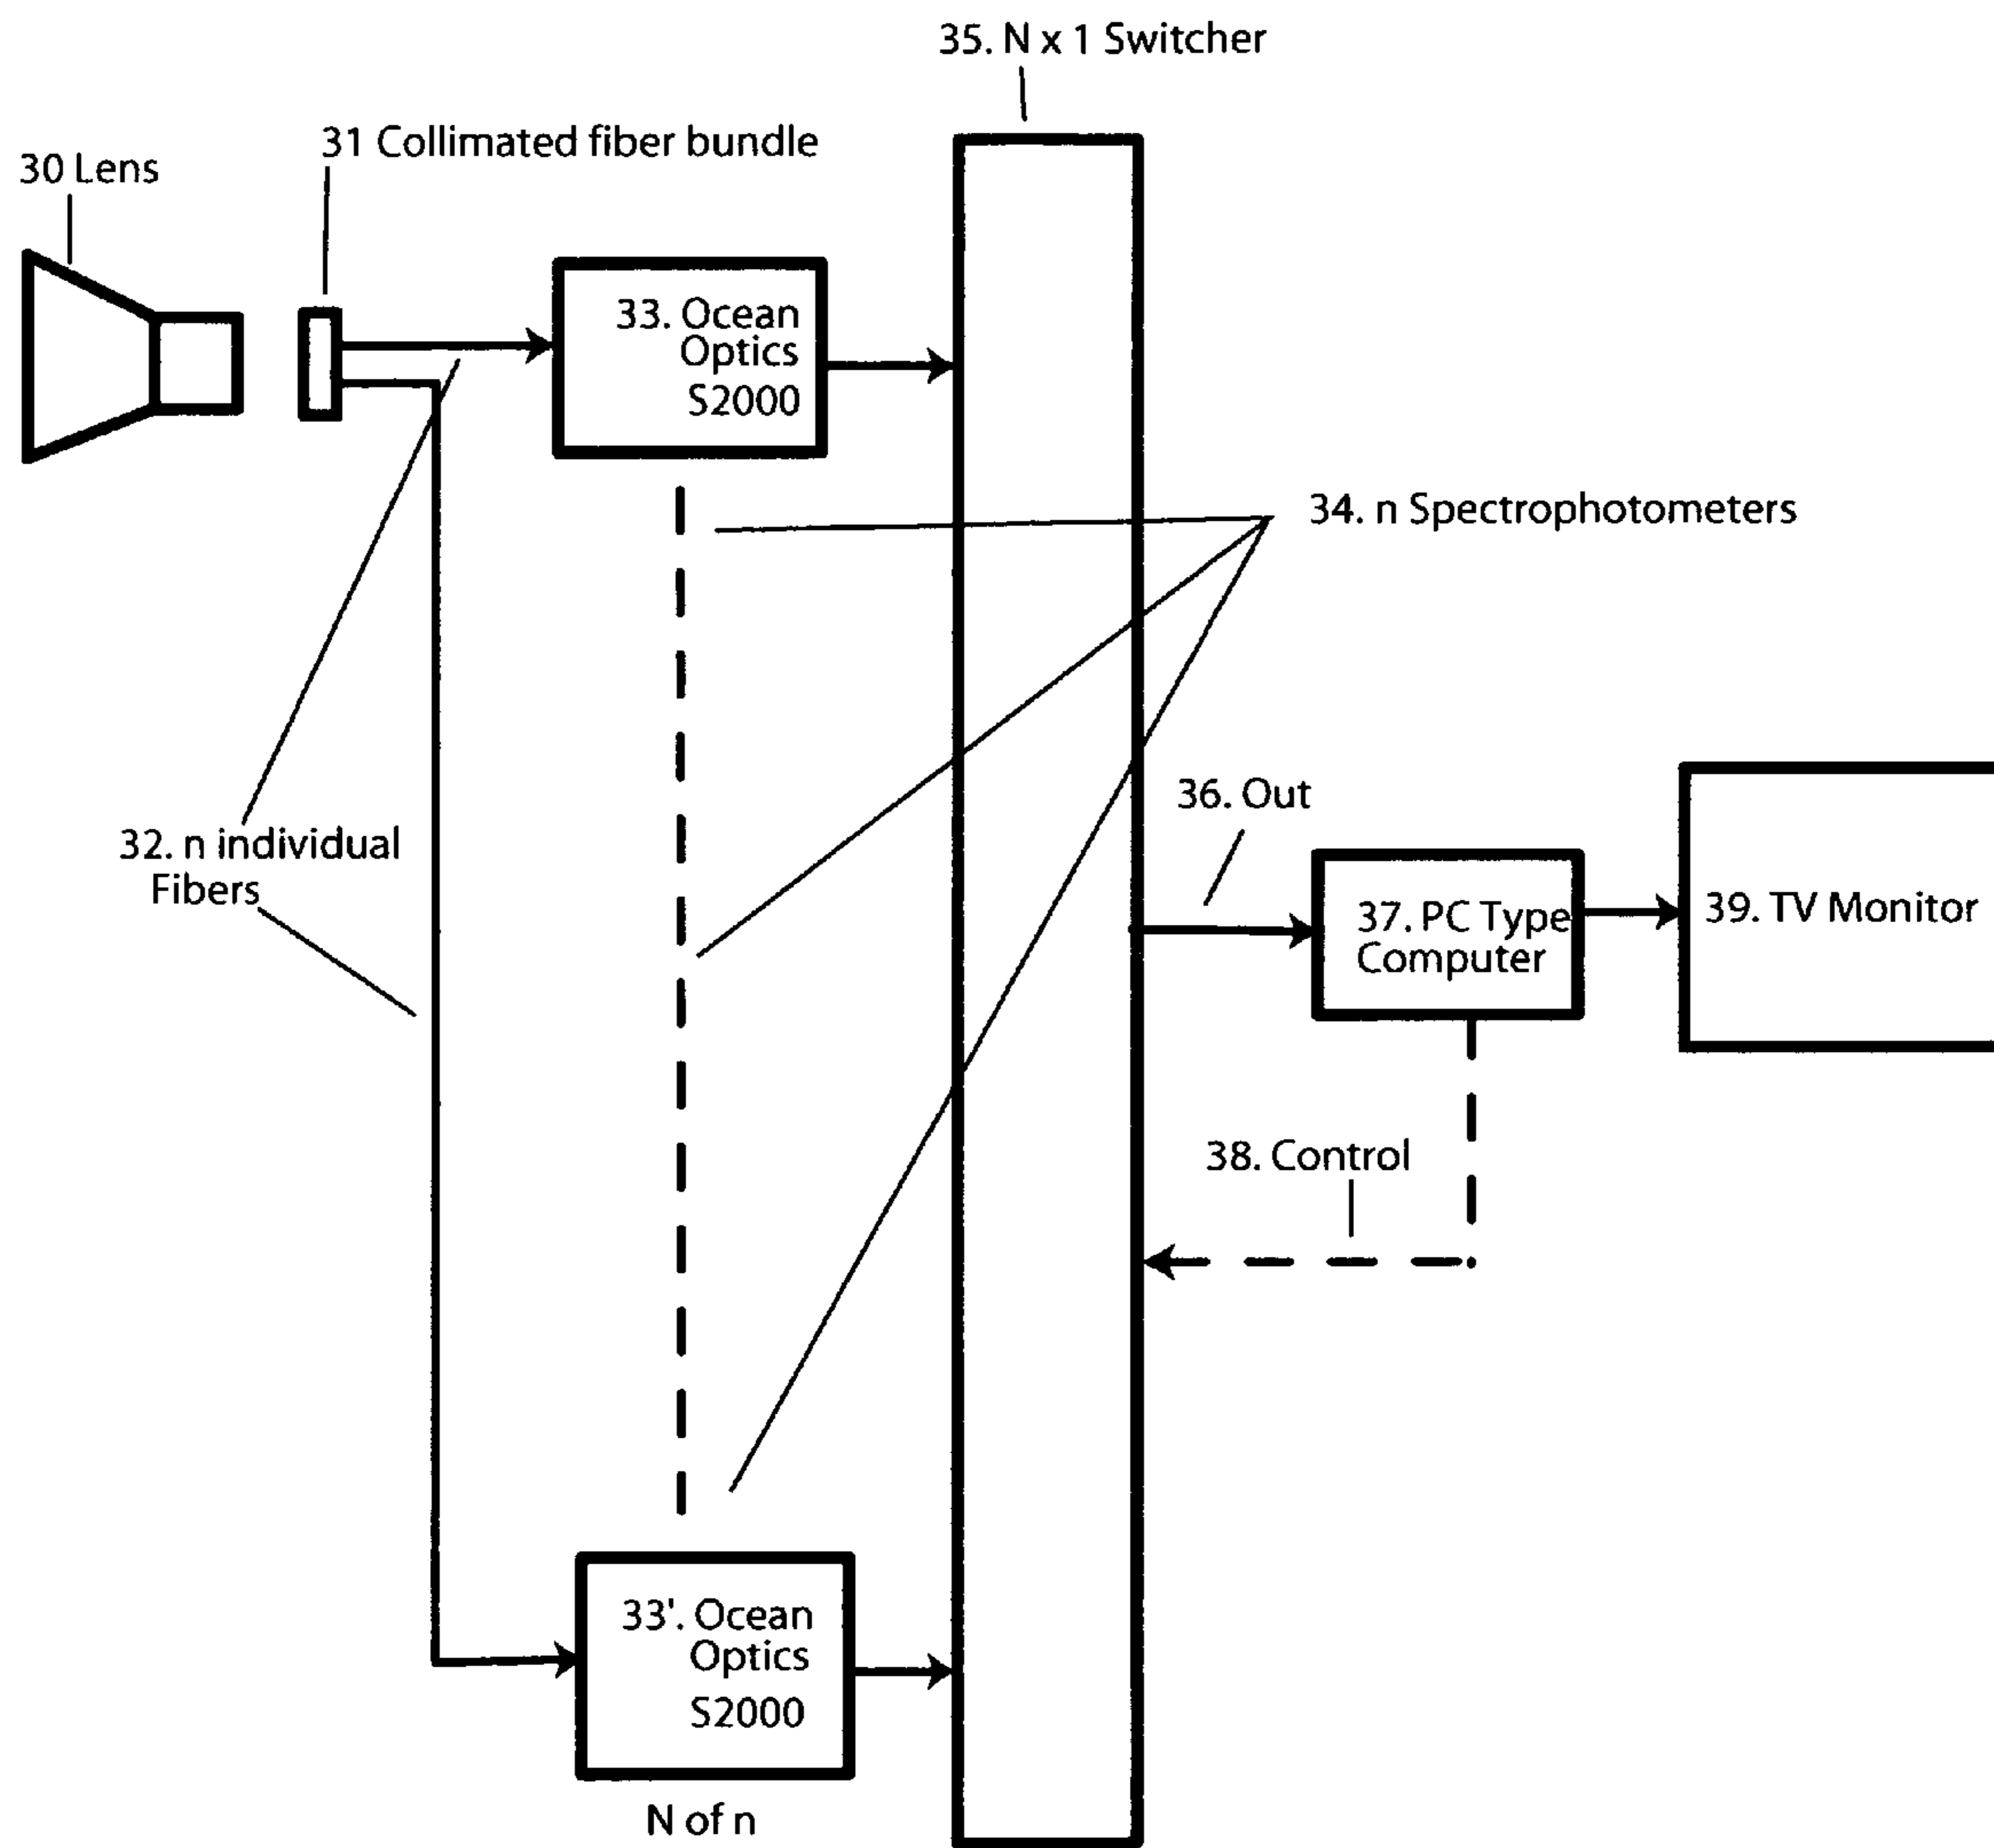 35. N x 1 Switcher
31 Collimated fiber bundle
30 Lens
33. Ocean
Optics
S2000
34. n Spectrophotometers
36. Out
32. n individual
Fibers
37. PC Type
Computer
39. TV Monitor
38. Control
33'. Ocean
Optics
S2000
N of n